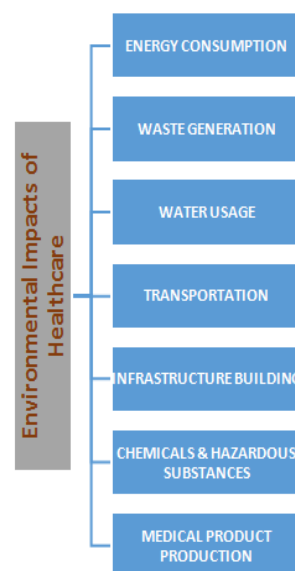 Environmental Impacts of
Healthcare
ENERGY CONSUMPTION
WASTE GENERATION
WATER USAGE
TRANSPORTATION
INFRASTRUCTURE BUILDING
CHEMICALS & HAZARDOUS
SUBSTANCES
MEDICAL PRODUCT
PRODUCTION